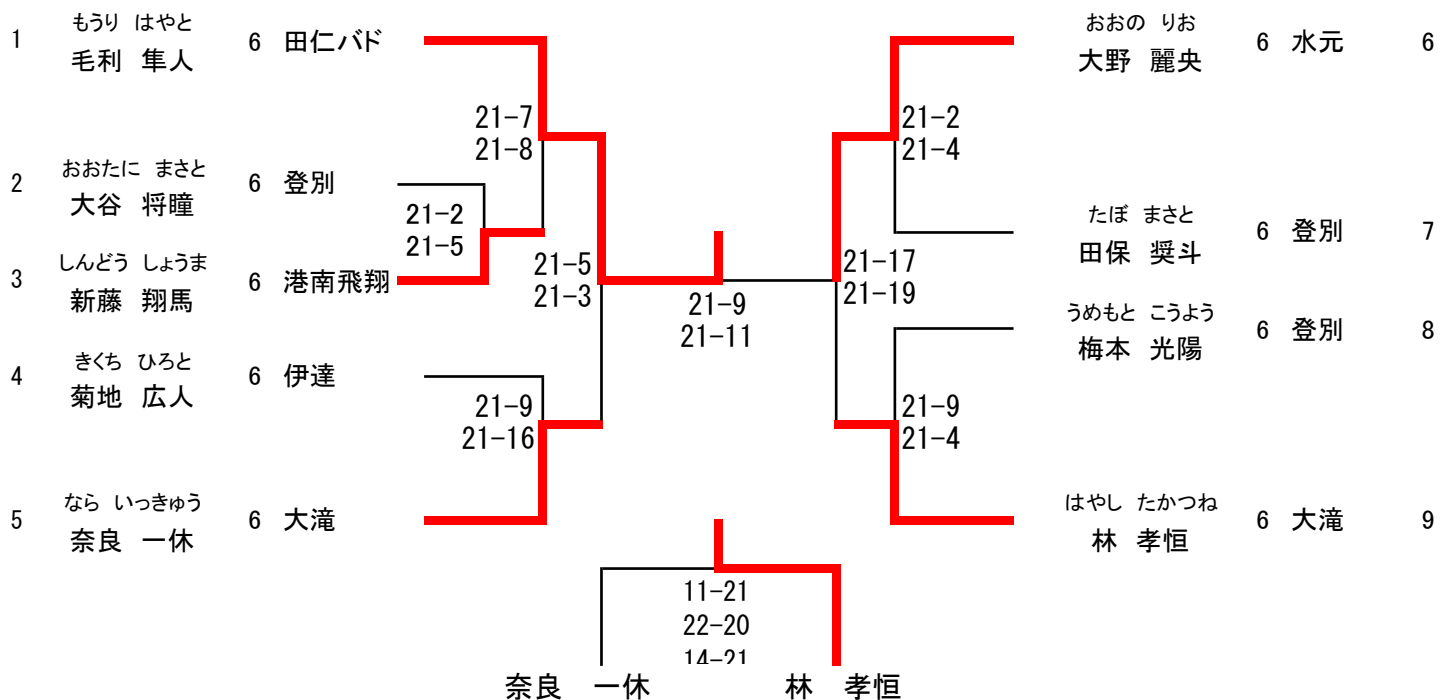 もうり はやと
1 毛利 隼人 6 田仁バド
おおたに まさと
2 大谷 将瞳 6 登別
しんどう しょうま
3 新藤 翔馬 6 港南飛翔
きくち ひろと
4 菊地 広人 6 伊達
なら いっきゅう
5 奈良 一休 6 大滝
21-7
21-8
21-2
21-5
21-5
21-3
21-9
21-16
21-9
21-11
21-2
21-4
21-17
21-19
21-9
21-4
おおの りお
大野 麗央 6 水元 6
たぼ まさと
田保 奨斗 6 登別 7
うめもと こうよう
梅本 光陽 6 登別 8
はやし たかつね
林 孝恒 6 大滝 9
11-21
22-20
14-21
奈良 一休 林 孝恒